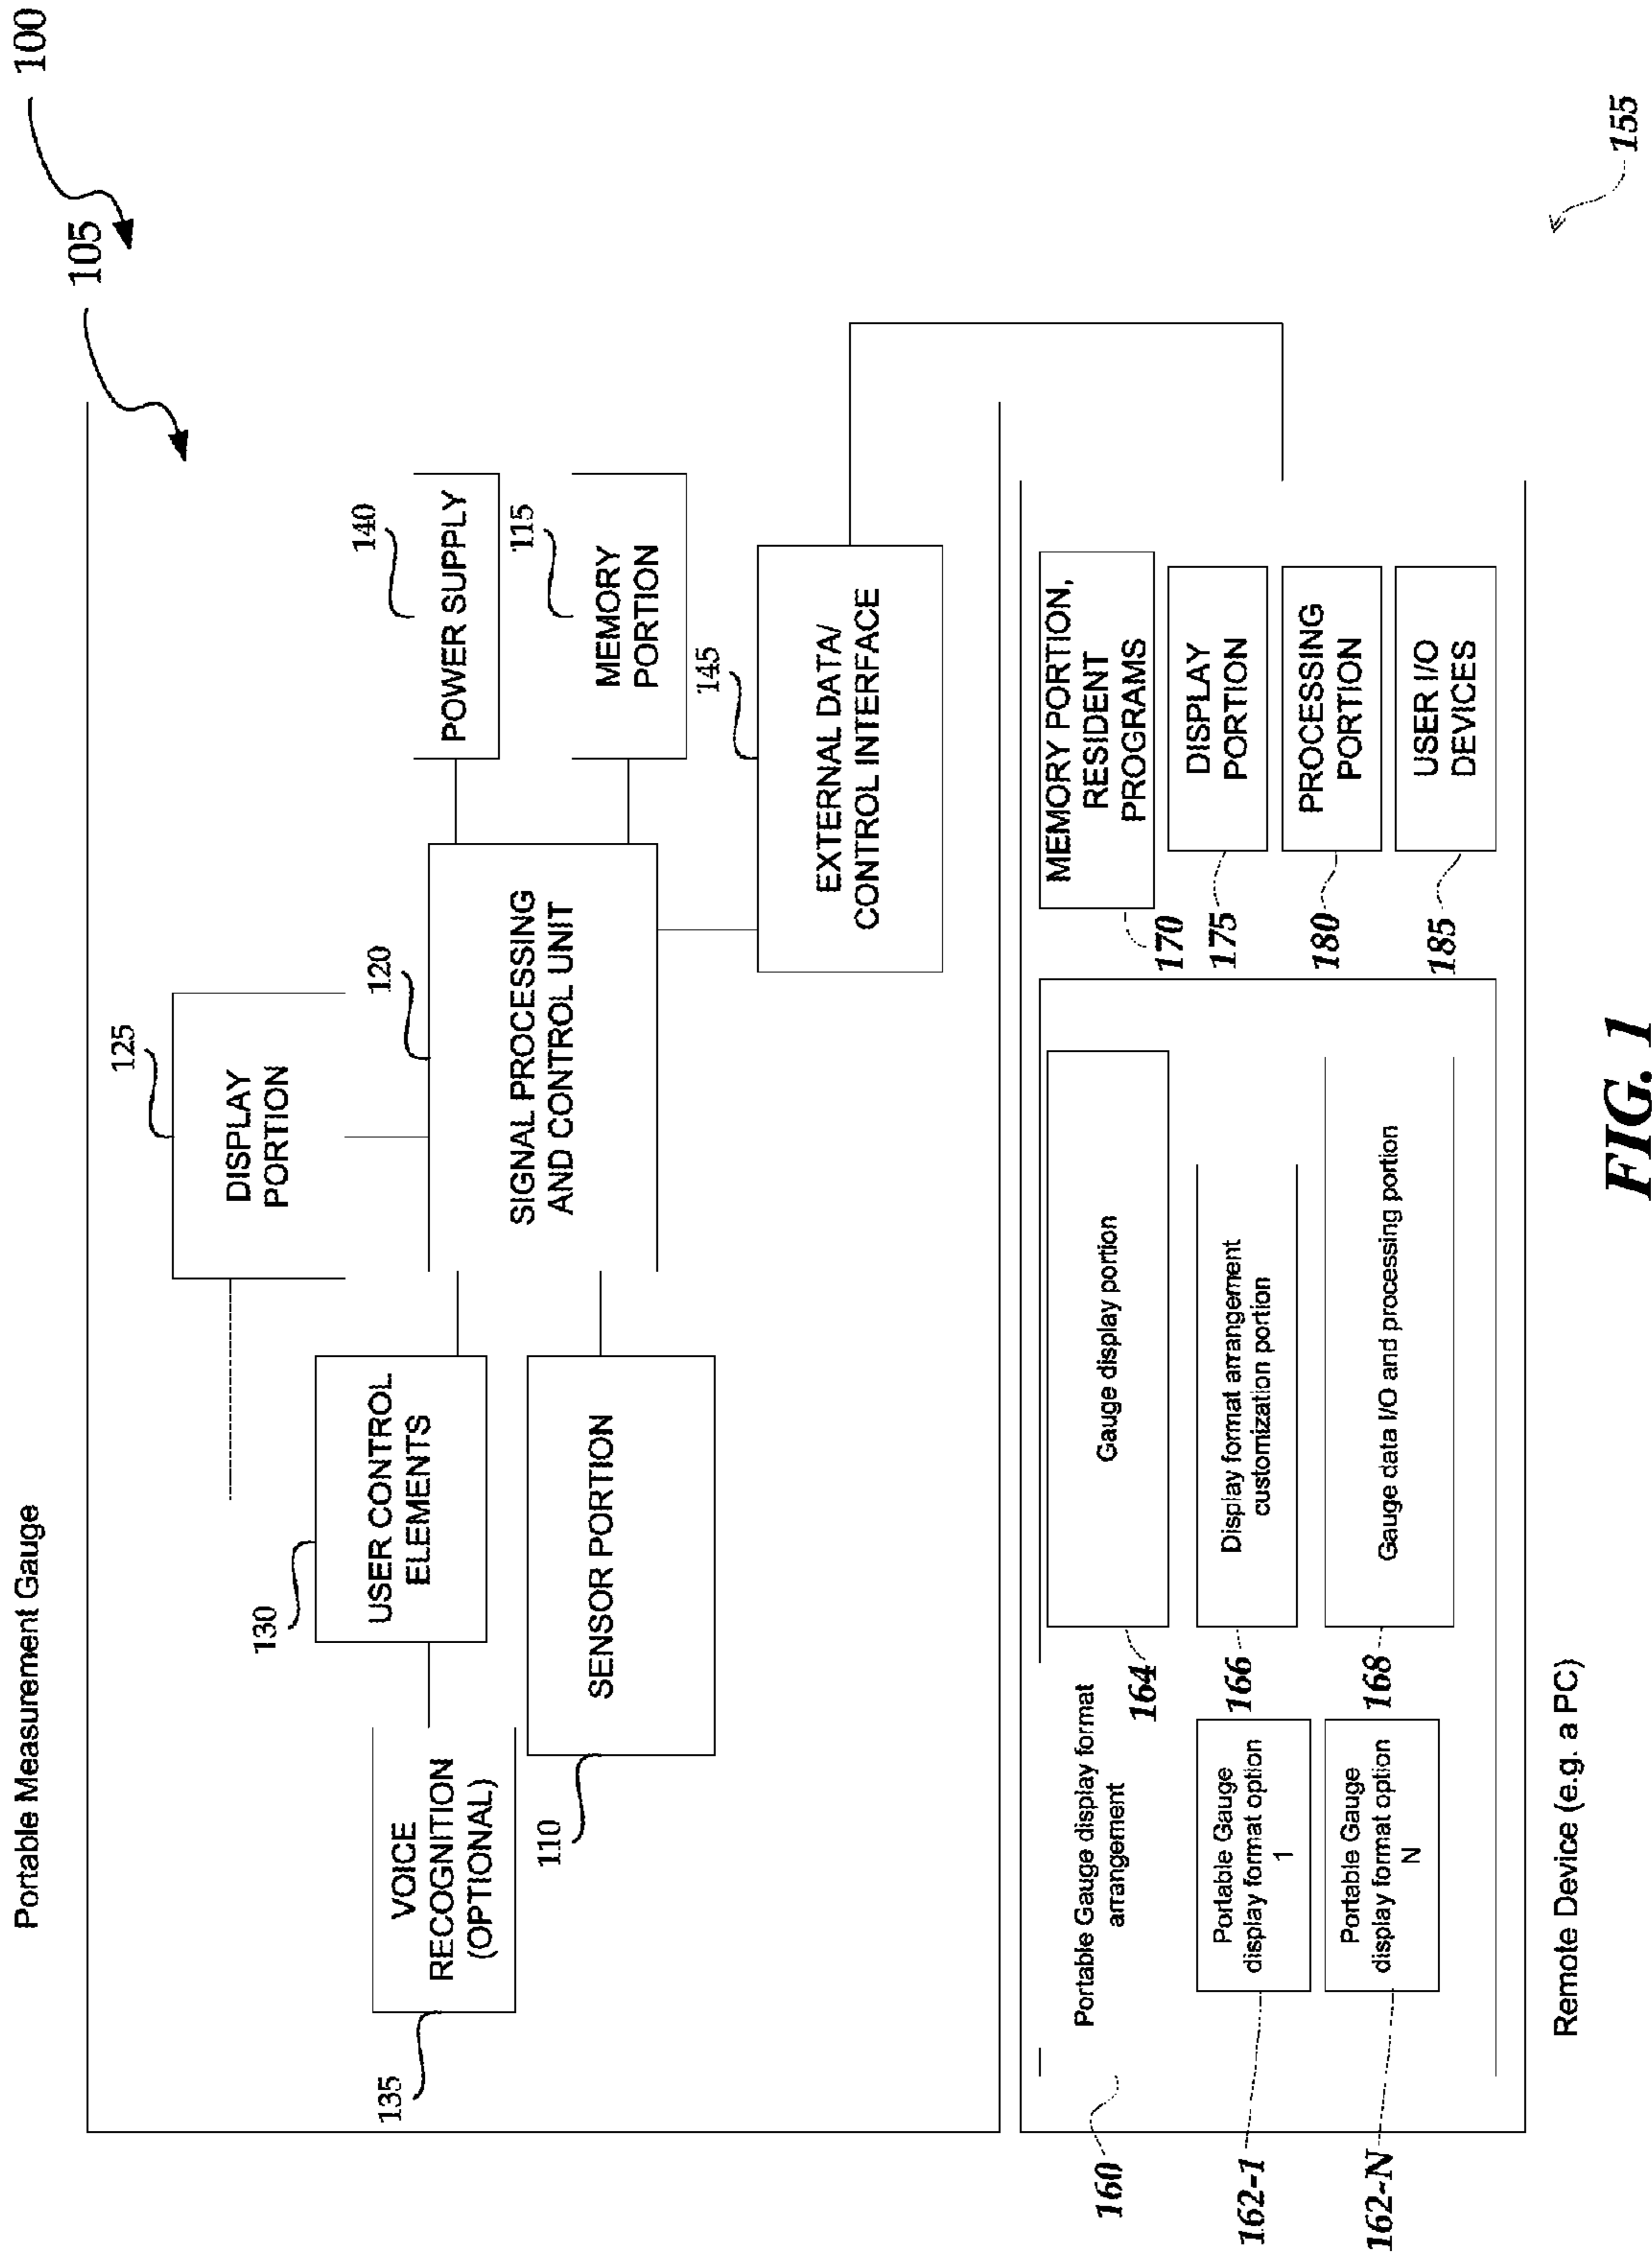 Portable Measurement Gauge
100
105
125
DISPLAY
PORTION
120
SIGNAL PROCESSING
AND CONTROL UNIT
140
POWER SUPPLY
115
MEMORY
PORTION
130
USER CONTROL
ELEMENTS
135
VOICE
RECOGNITION
(OPTIONAL)
110
SENSOR PORTION
145
EXTERNAL DATA/
CONTROL INTERFACE
160
Portable Gauge display format
arrangement
164
Gauge display portion
162-1
Portable Gauge
display format option
1
166
Display format arrangement
customization portion
162-N
Portable Gauge
display format option
N
168
Gauge data I/O and processing portion
170
MEMORY PORTION,
RESIDENT
PROGRAMS
175
DISPLAY
PORTION
180
PROCESSING
PORTION
185
USER I/O
DEVICES
Remote Device (e.g. a PC)
155
FIG. 1